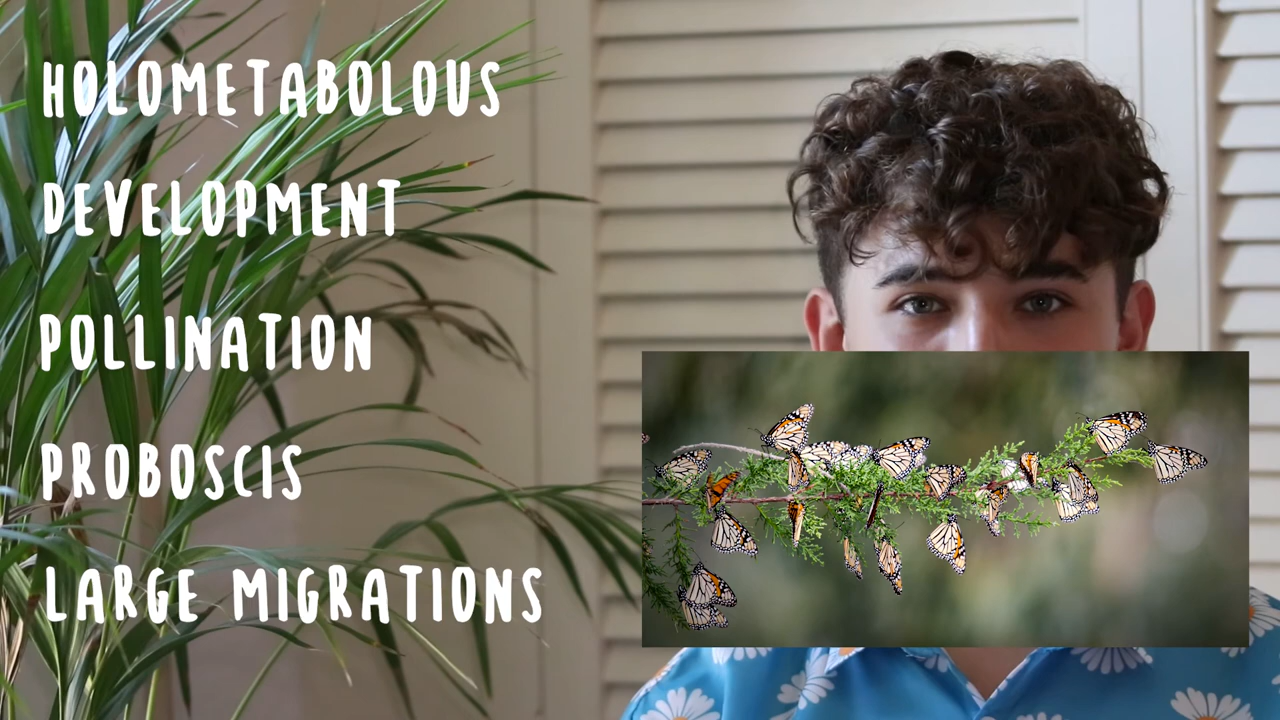 HOLOMETABOLOUS
DEVELOPMENT
POLLINATION
PROBOSCIS
LARGE MIGRATIONS